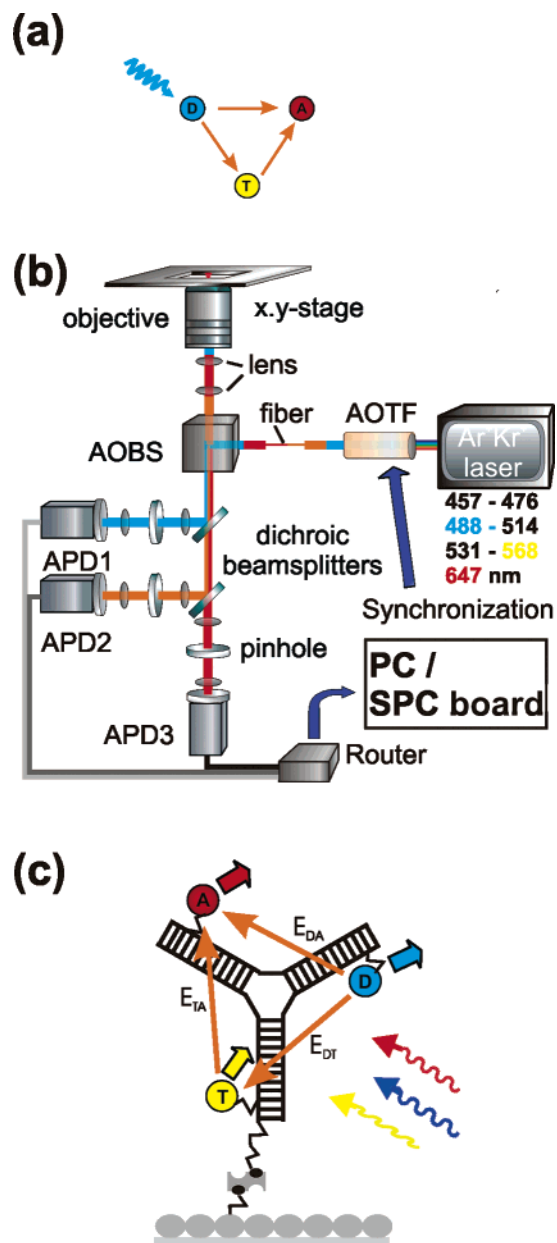 (a)
D
A
T
(b)
objective
x.y-stage
lens
fiber
AOTF
AOBS
Ar⁺Kr⁺
laser
457 - 476
488 - 514
531 - 568
647 nm
APD1
dichroic
beamsplitters
APD2
Synchronization
pinhole
PC /
SPC board
APD3
Router
(c)
A
E_DA
D
E_TA
E_DT
T